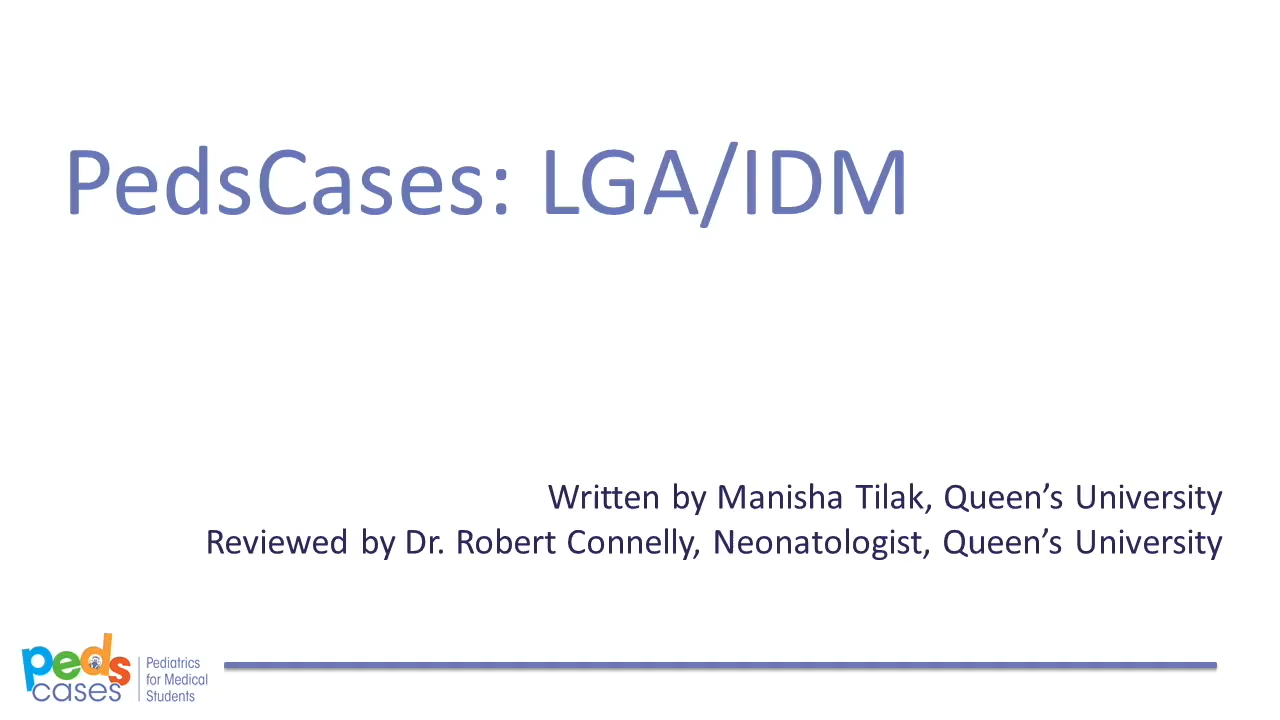 PedsCases: LGA/IDM
Written by Manisha Tilak, Queen’s University
Reviewed by Dr. Robert Connelly, Neonatologist, Queen’s University
peds
cases
Pediatrics
for Medical
Students